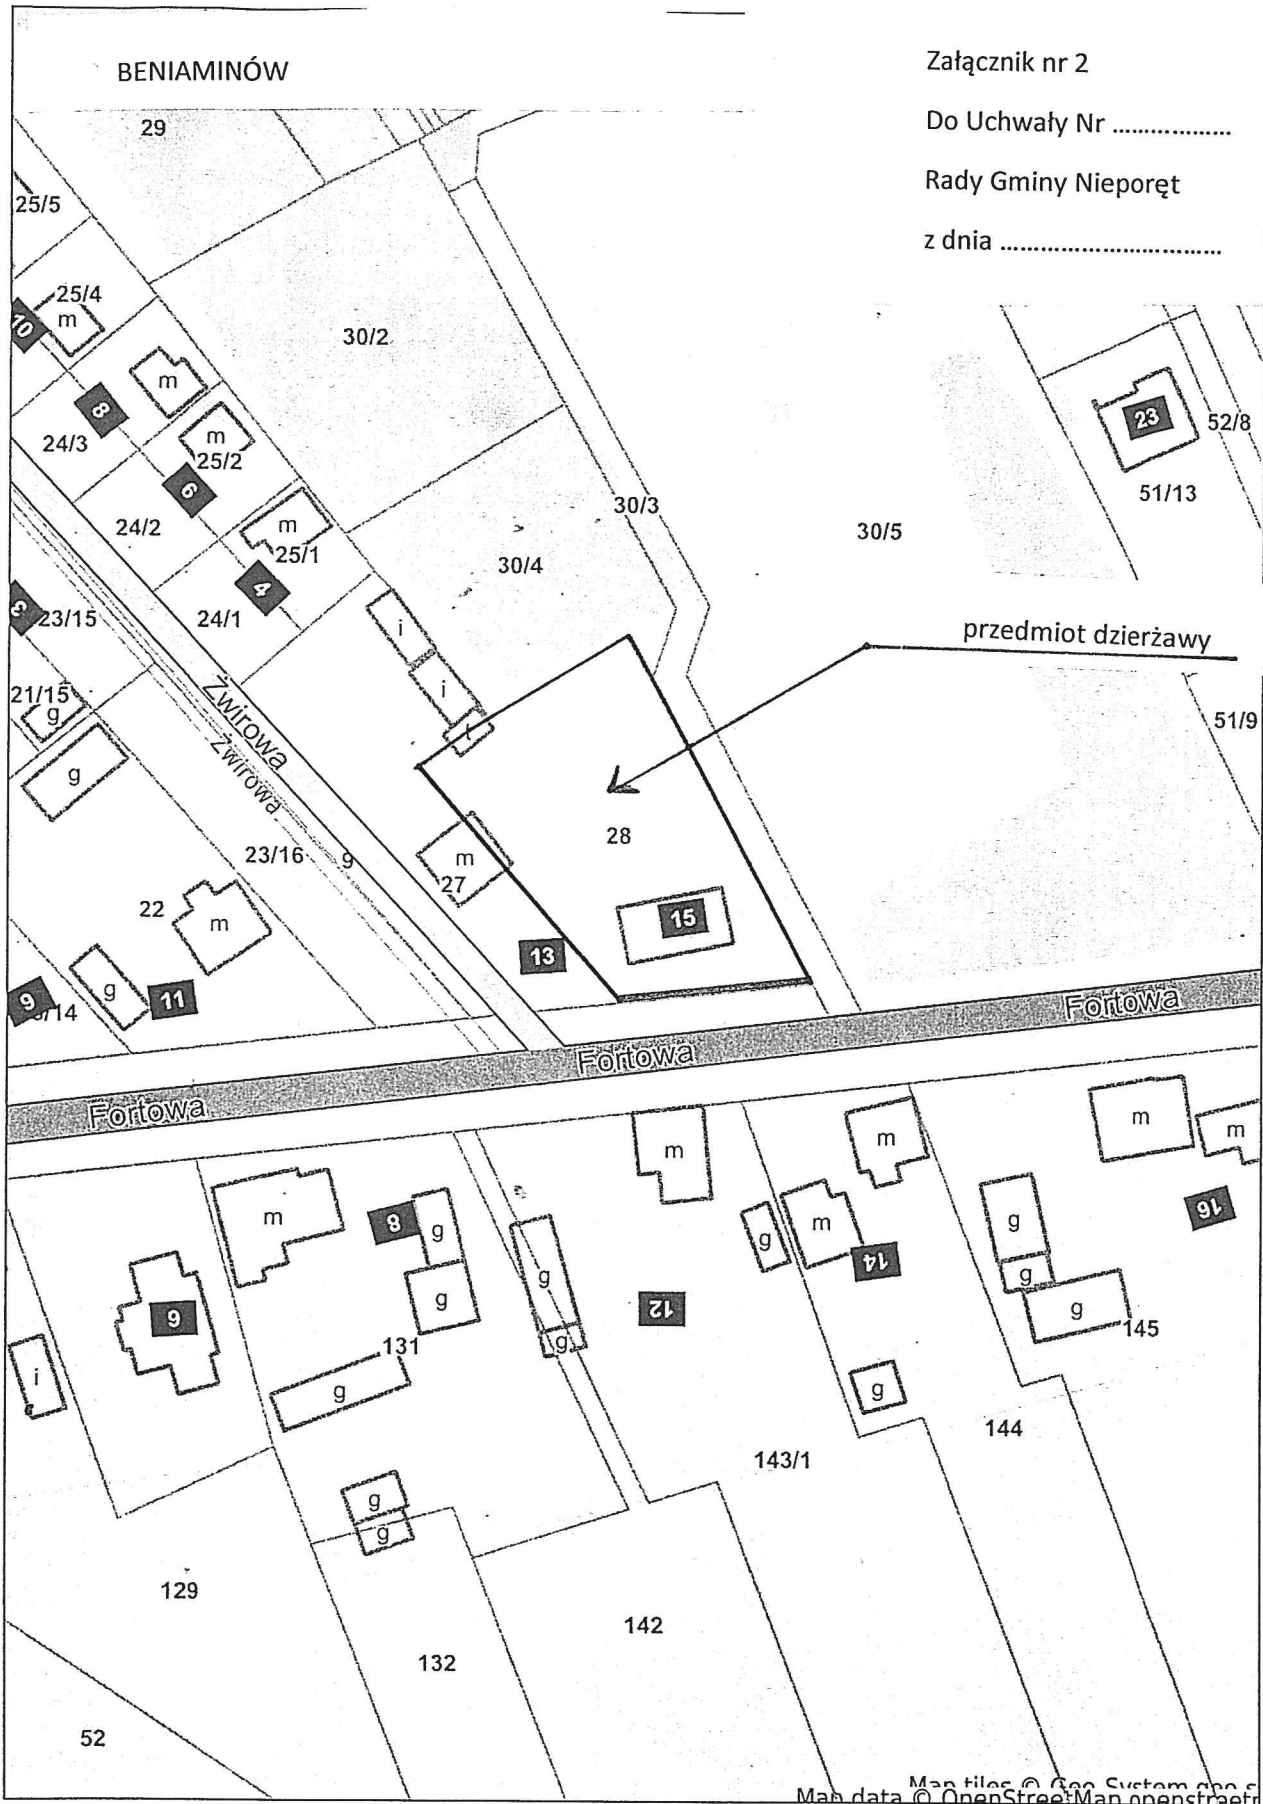 BENIAMINÓW
Załącznik nr 2
Do Uchwały Nr ..................
Rady Gminy Nieporęt
z dnia .................................
29
25/5
25/4
m
10
30/2
m
8
24/3
m
25/2
6
23
52/8
51/13
24/2
m
25/1
30/3
30/5
4
30/4
24/1
3
23/15
i
przedmiot dzierżawy
21/15
g
i
t
51/9
Żwirowa
Żwirowa
g
28
23/16
9
m
27
22
m
15
13
g
11
9
/14
Fortowa
Fortowa
Fortowa
m
m
m
m
m
8
g
g
m
g
16
6
g
14
g
g
12
g
g
131
g
145
i
g
g
144
143/1
g
g
129
142
132
52
Map tiles © Geo-System geo-s
Map data © OpenStreetMap openstreetm